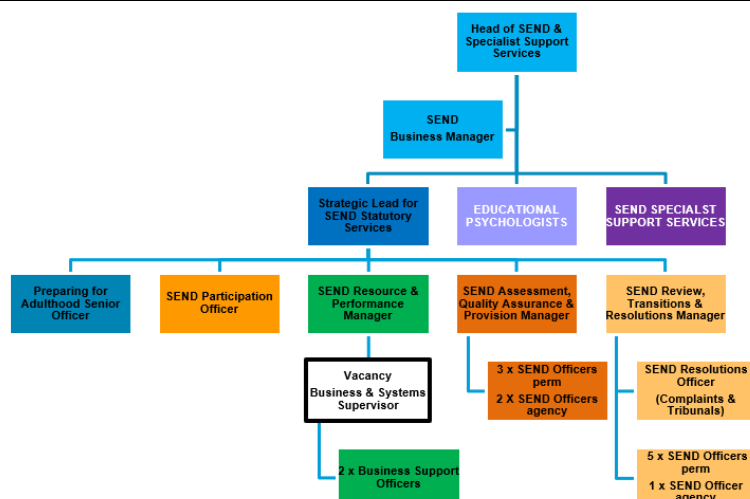 Head of SEND &
Specialist Support
Services
SEND
Business Manager
Strategic Lead for
SEND Statutory
Services
EDUCATIONAL
PSYCHOLOGISTS
SEND SPECIALST
SUPPORT SERVICES
Preparing for
Adulthood Senior
Officer
SEND Participation
Officer
SEND Resource &
Performance
Manager
SEND Assessment,
Quality Assurance &
Provision Manager
SEND Review,
Transitions &
Resolutions Manager
Vacancy
Business & Systems
Supervisor
3 x SEND Officers
perm
2 X SEND Officers
agency
SEND Resolutions
Officer
(Complaints &
Tribunals)
2 x Business Support
Officers
5 x SEND Officers
perm
1 x SEND Officer
agency